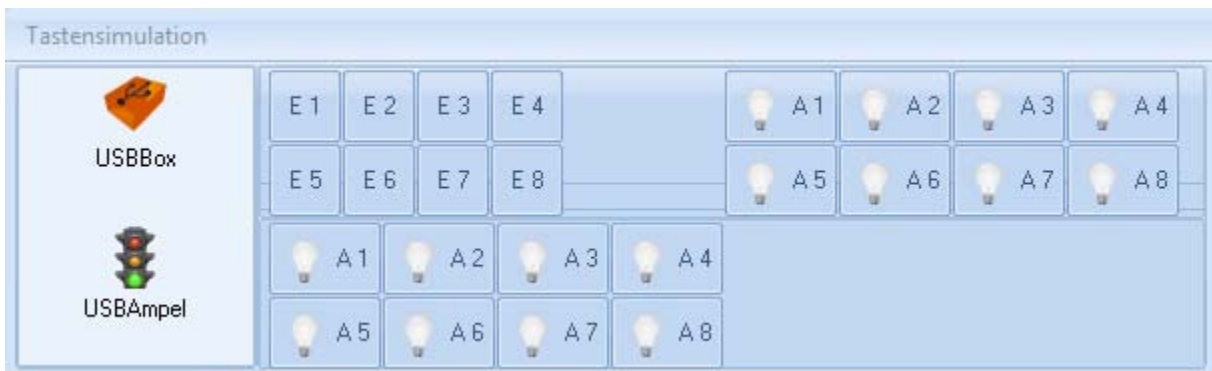 Tastensimulation
USBBox
E 1 E 2 E 3 E 4 A 1 A 2 A 3 A 4
E 5 E 6 E 7 E 8 A 5 A 6 A 7 A 8
USBAmpel
A 1 A 2 A 3 A 4
A 5 A 6 A 7 A 8